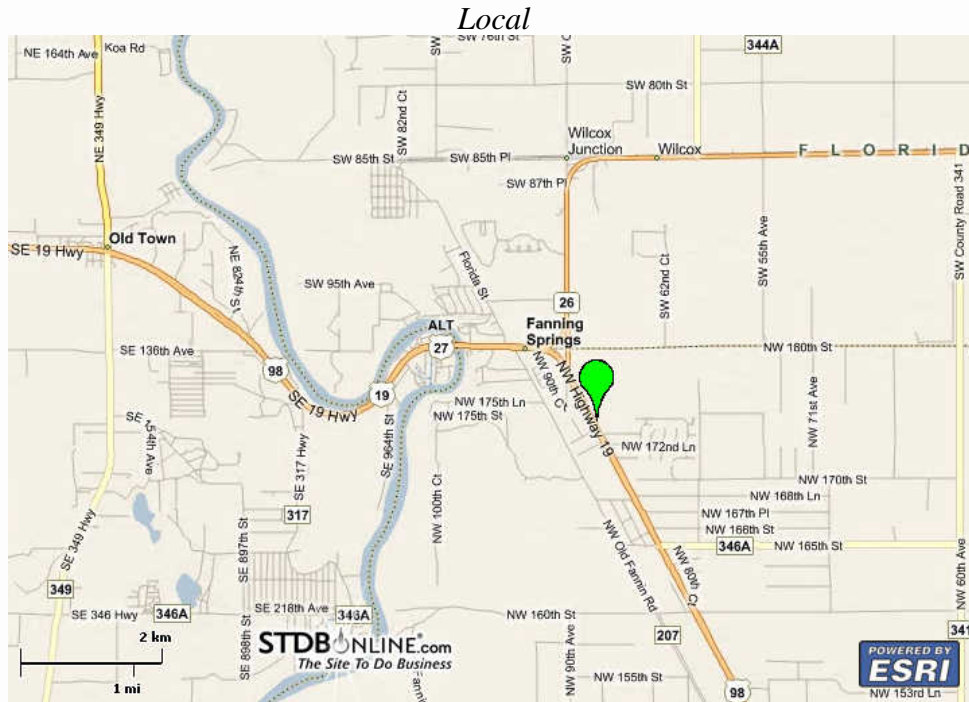 Local
SW 76th St
NE 164th Ave
Koa Rd
SW C
344A
SW 80th St
NE 349 Hwy
SW 82nd Ct
Wilcox
Junction
Wilcox
F L O R I D
SW 85th St
SW 85th Pl
SW 87th Pl
SW County Road 341
Old Town
SE 19 Hwy
NE 824th St
Florida St
SW 62nd Ct
SW 55th Ave
SW 95th Ave
26
ALT
27
Fanning
Springs
SE 136th Ave
NW 180th St
98
19
SE 19 Hwy
NW 90th Ct
NW Highway 19
NW 71st Ave
NW 175th Ln
NW 175th St
SE 964th St
NW 172nd Ln
54th Ave
SE 317 Hwy
NW 100th Ct
NW 170th St
NW 168th Ln
317
NW 167th Pl
NW 166th St
SE 349 Hwy
SE 897th St
NW Old Fannin Rd
346A
NW 165th St
NW 80th Ct
NW 60th Ave
349
SE 346 Hwy
346A
SE 218th Ave
346A
NW 160th St
2 km
SE 898th St
STDBONLINE.com
The Site To Do Business
207
341
NW 90th Ave
POWERED BY
ESRI
1 mi
Fannin
NW 155th St
98
NW 153rd Ln